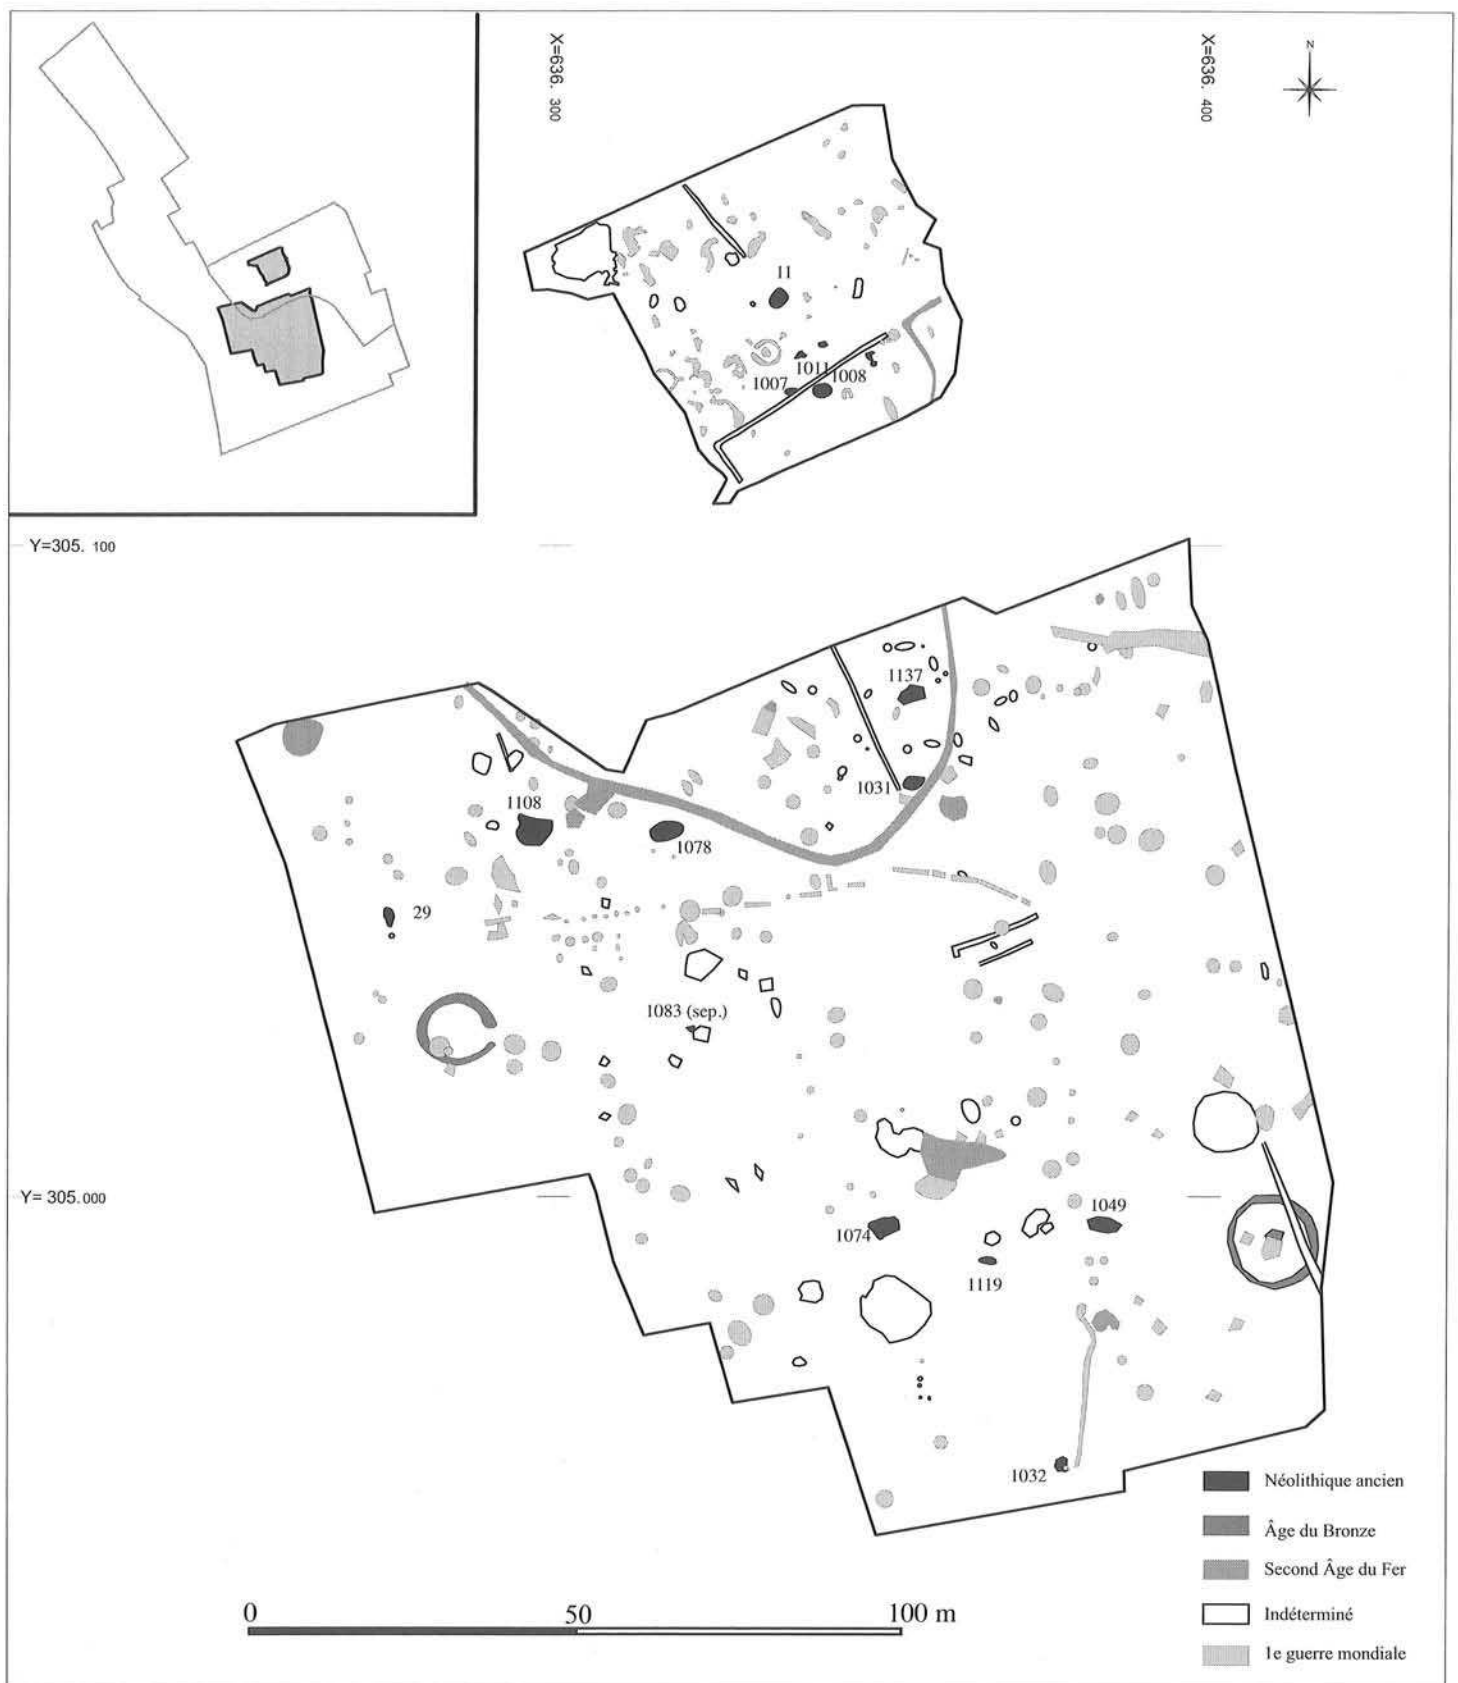 X=636. 300
X=636. 400
N
11
1011
1007
1008
Y=305. 100
1137
1031
1108
1078
29
1083 (sep.)
Y= 305.000
1074
1049
1119
1032
Néolithique ancien
Âge du Bronze
Second Âge du Fer
Indéterminé
1e guerre mondiale
0
50
100 m